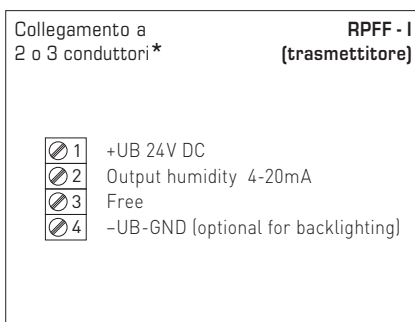 Collegamento a RPFF - I
2 o 3 conduttori* (trasmettitore)
1 +UB 24V DC
2 Output humidity 4-20mA
3 Free
4 –UB-GND (optional for backlighting)